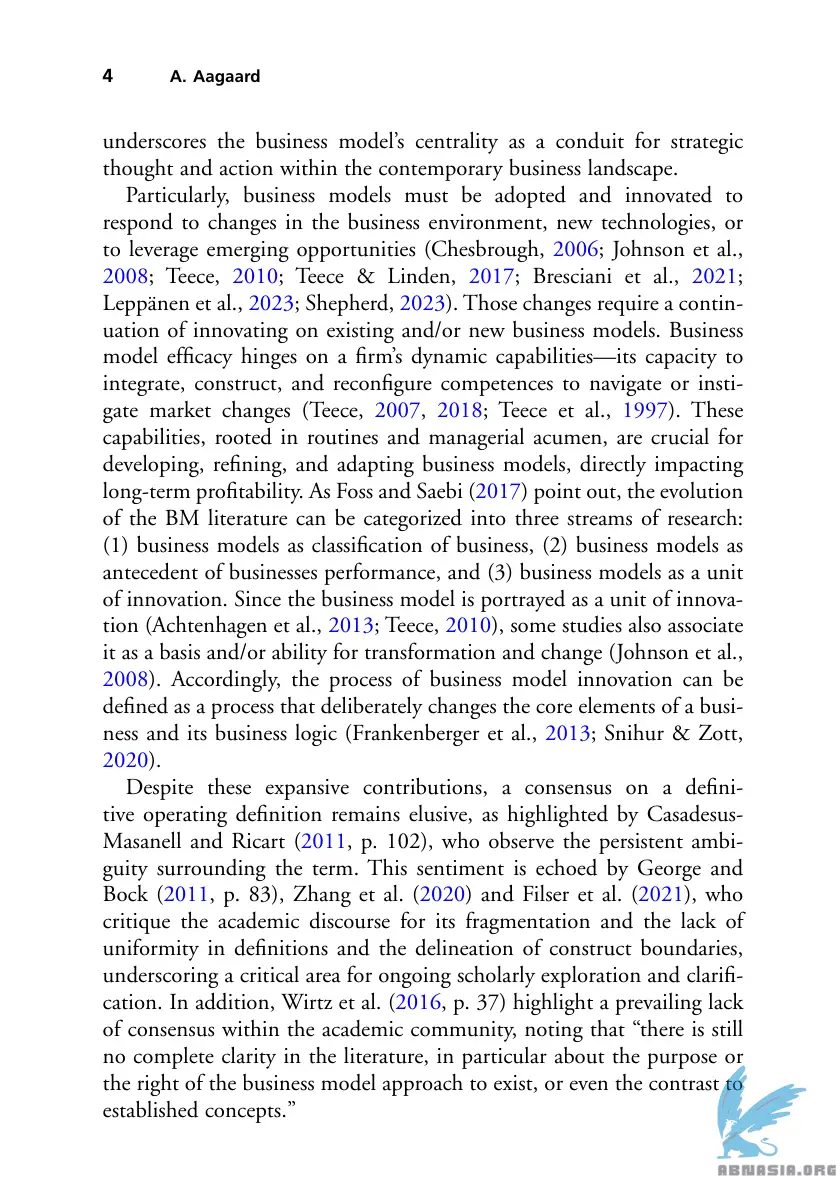 4 A. Aagaard
underscores the business model’s centrality as a conduit for strategic
thought and action within the contemporary business landscape.
Particularly, business models must be adopted and innovated to
respond to changes in the business environment, new technologies, or
to leverage emerging opportunities (Chesbrough, 2006; Johnson et al.,
2008; Teece, 2010; Teece & Linden, 2017; Bresciani et al., 2021;
Leppänen et al., 2023; Shepherd, 2023). Those changes require a contin-
uation of innovating on existing and/or new business models. Business
model efficacy hinges on a firm’s dynamic capabilities—its capacity to
integrate, construct, and reconfigure competences to navigate or insti-
gate market changes (Teece, 2007, 2018; Teece et al., 1997). These
capabilities, rooted in routines and managerial acumen, are crucial for
developing, refining, and adapting business models, directly impacting
long-term profitability. As Foss and Saebi (2017) point out, the evolution
of the BM literature can be categorized into three streams of research:
(1) business models as classification of business, (2) business models as
antecedent of businesses performance, and (3) business models as a unit
of innovation. Since the business model is portrayed as a unit of innova-
tion (Achtenhagen et al., 2013; Teece, 2010), some studies also associate
it as a basis and/or ability for transformation and change (Johnson et al.,
2008). Accordingly, the process of business model innovation can be
defined as a process that deliberately changes the core elements of a busi-
ness and its business logic (Frankenberger et al., 2013; Snihur & Zott,
2020).
Despite these expansive contributions, a consensus on a defini-
tive operating definition remains elusive, as highlighted by Casadesus-
Masanell and Ricart (2011, p. 102), who observe the persistent ambi-
guity surrounding the term. This sentiment is echoed by George and
Bock (2011, p. 83), Zhang et al. (2020) and Filser et al. (2021), who
critique the academic discourse for its fragmentation and the lack of
uniformity in definitions and the delineation of construct boundaries,
underscoring a critical area for ongoing scholarly exploration and clarifi-
cation. In addition, Wirtz et al. (2016, p. 37) highlight a prevailing lack
of consensus within the academic community, noting that “there is still
no complete clarity in the literature, in particular about the purpose or
the right of the business model approach to exist, or even the contrast to
established concepts.”
ABNASIA.ORG